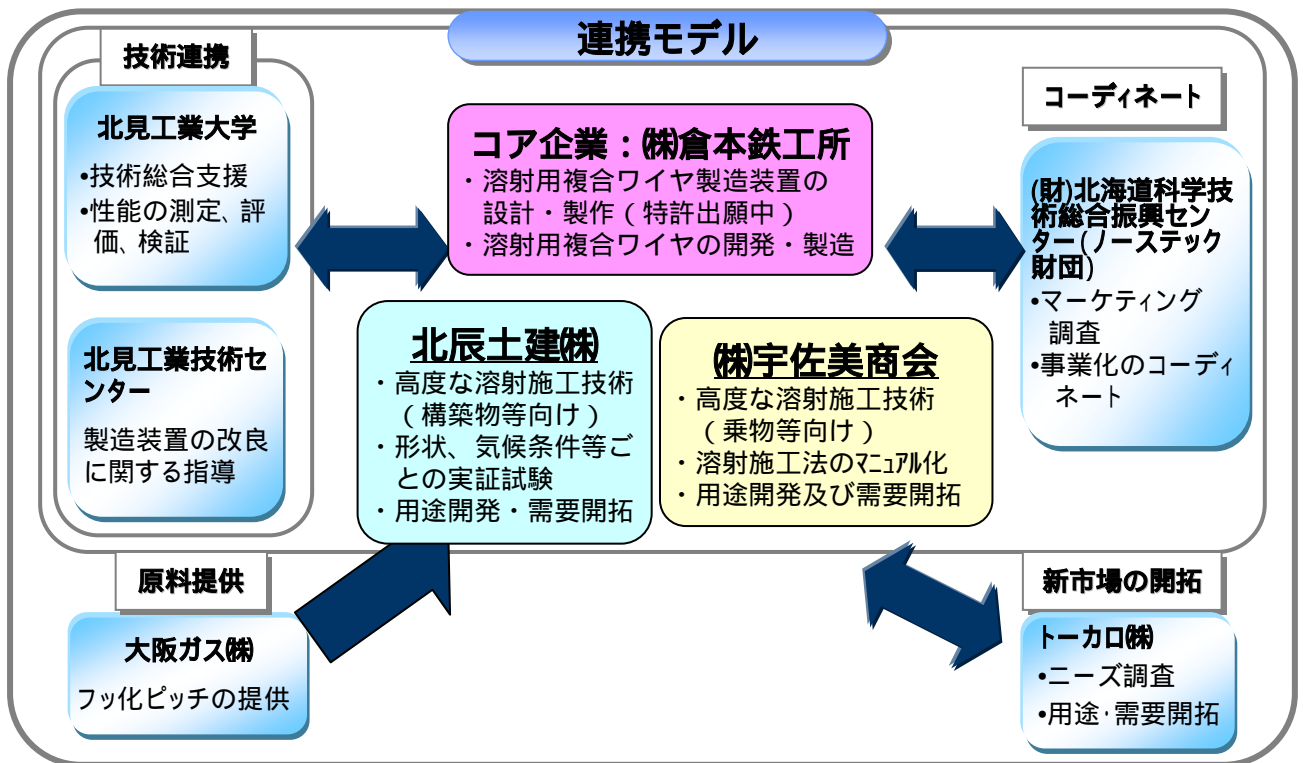 連携モデル
技術連携
北見工業大学
•技術総合支援
•性能の測定、評
価、検証
北見工業技術セ
ンター
製造装置の改良
に関する指導
コア企業：㈱倉本鉄工所
・溶射用複合ワイヤ製造装置の
設計・製作（特許出願中）
・溶射用複合ワイヤの開発・製造
北辰土建㈱
・高度な溶射施工技術
（構築物等向け）
・形状、気候条件等ご
との実証試験
・用途開発・需要開拓
㈱宇佐美商会
・高度な溶射施工技術
（乗物等向け）
・溶射施工法のﾏﾆｭｱﾙ化
・用途開発及び需要開拓
コーディネート
(財)北海道科学技
術総合振興セン
ター(ノーステック
財団)
•マーケティング
調査
•事業化のコーディ
ネート
原料提供
大阪ガス㈱
フッ化ピッチの提供
新市場の開拓
トーカロ㈱
•ニーズ調査
•用途･需要開拓